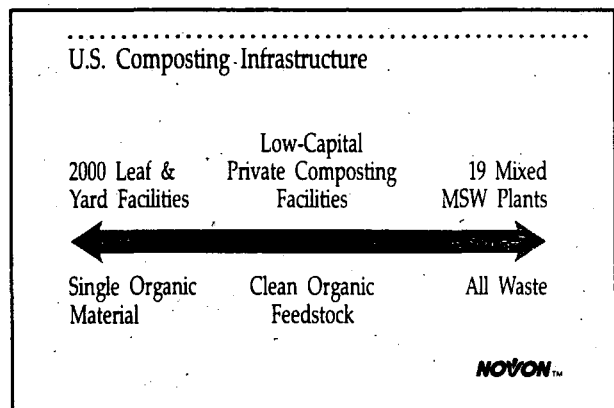 U.S. Composting Infrastructure
Low-Capital
2000 Leaf & Private Composting 19 Mixed
Yard Facilities Facilities MSW Plants
Single Organic Clean Organic All Waste
Material Feedstock
NOVON™